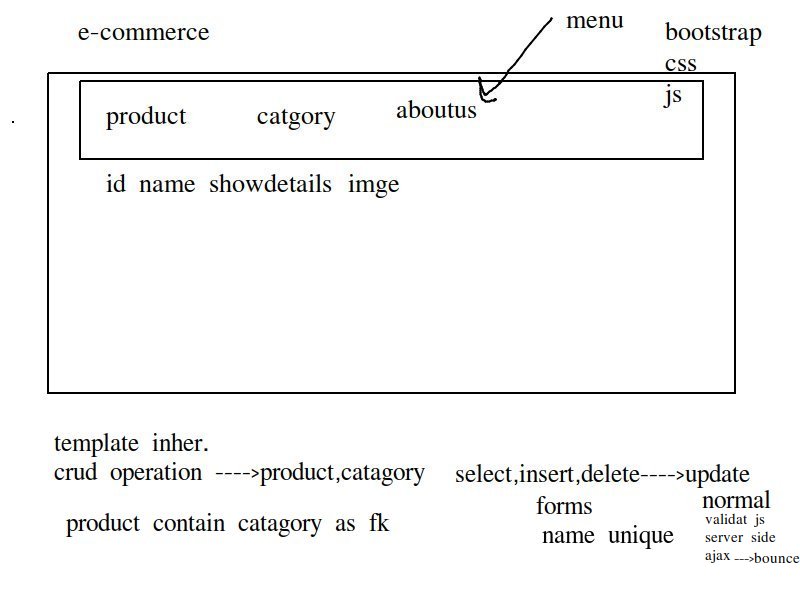 e-commerce
menu
bootstrap
css
js
product catgory aboutus
id name showdetails imge
template inher.
crud operation ---->product,catagory
select,insert,delete---->update
product contain catagory as fk
forms
name unique
normal
validat js
server side
ajax --->bounce